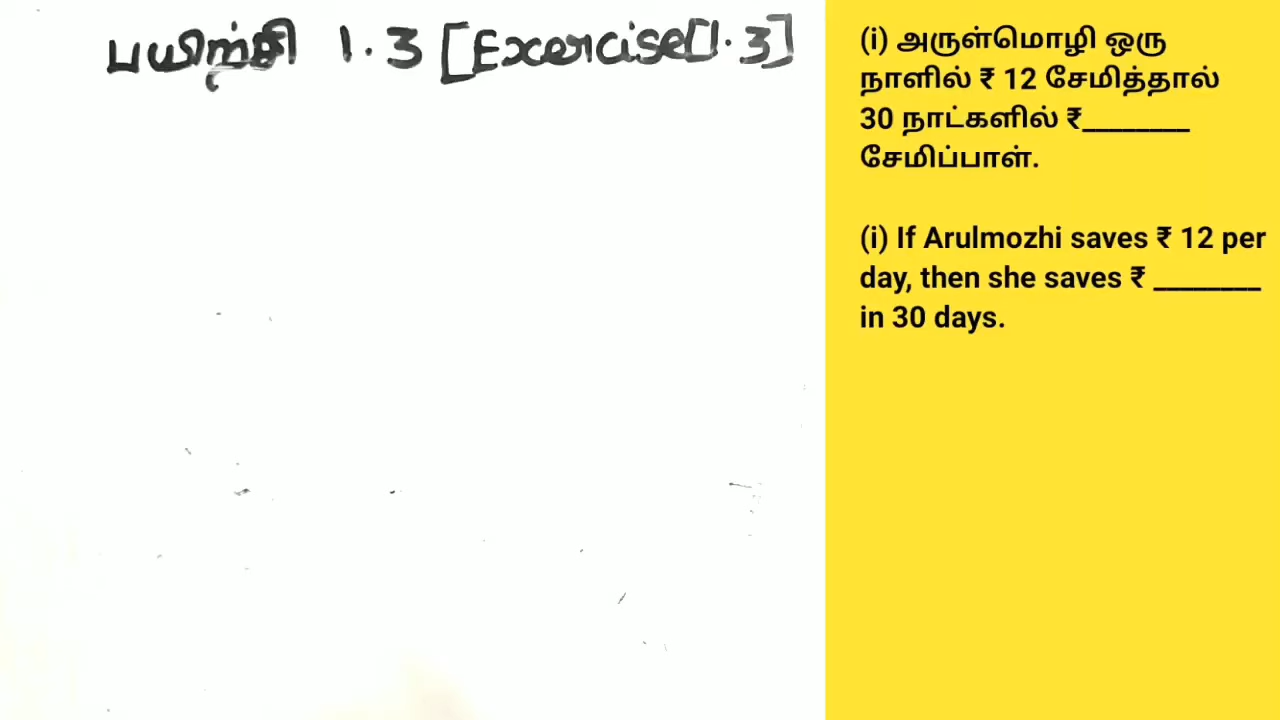 பயிற்சி 1.3 [Exercise[1.3]
(i) அருள்மொழி ஒரு
நாளில் ₹ 12 சேமித்தால்
30 நாட்களில் ₹________
சேமிப்பாள்.
(i) If Arulmozhi saves ₹ 12 per
day, then she saves ₹ ________
in 30 days.